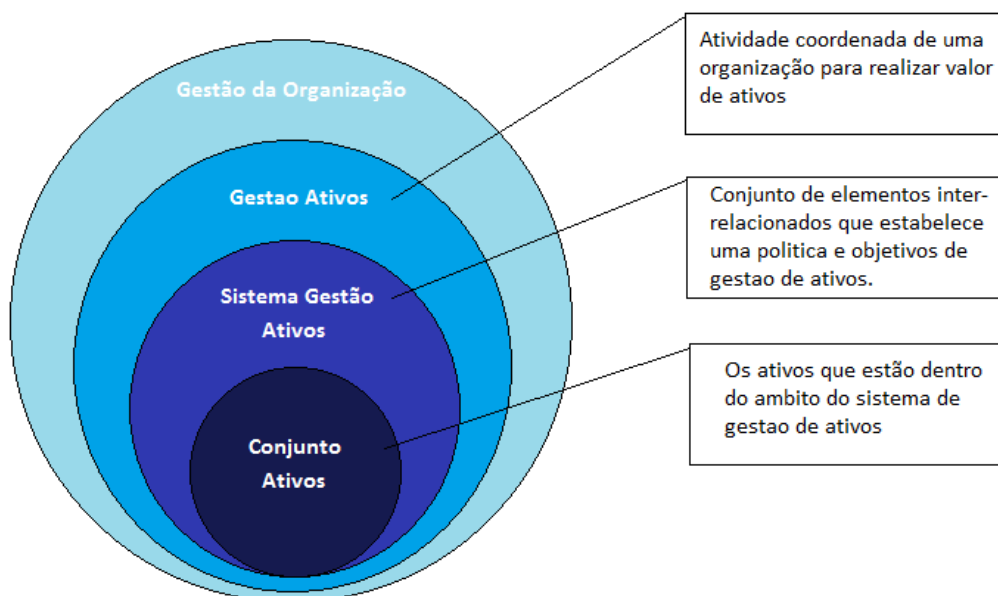 Gestão da Organização
Gestao Ativos
Sistema Gestão
Ativos
Conjunto
Ativos
Atividade coordenada de uma
organização para realizar valor
de ativos
Conjunto de elementos inter-
relacionados que estabelece
uma politica e objetivos de
gestao de ativos.
Os ativos que estão dentro
do ambito do sistema de
gestao de ativos